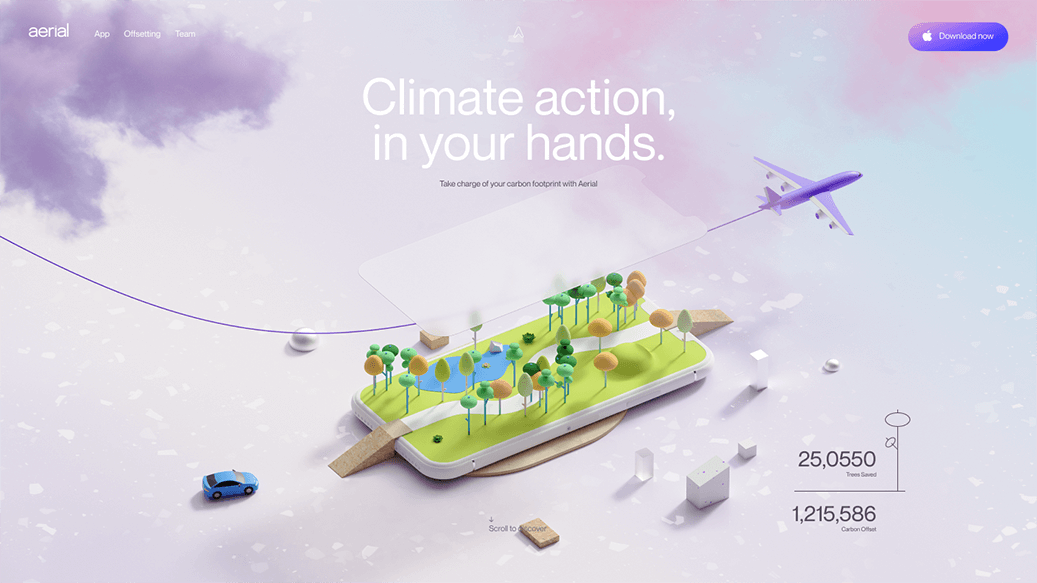 aerial
App Offsetting Team
Download now
Climate action,
in your hands.
Take charge of your carbon footprint with Aerial
25,0550
Trees Saved
1,215,586
Carbon Offset
Scroll to discover